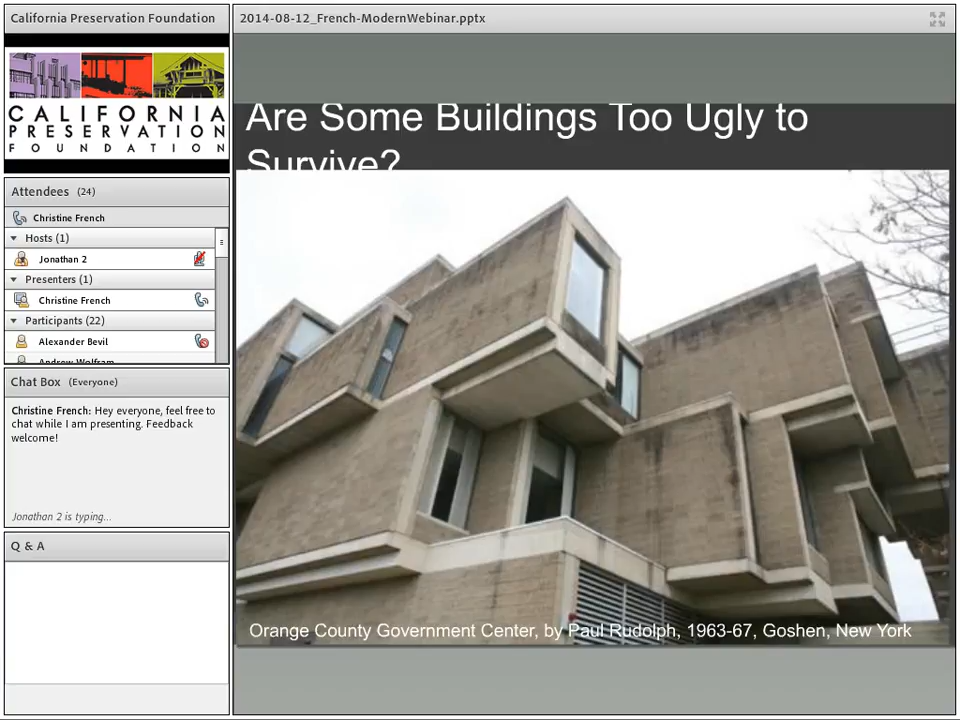 California Preservation Foundation
CALIFORNIA
PRESERVATION
FOUNDATION
Attendees (24)
Christine French
Hosts (1)
Jonathan 2
Presenters (1)
Christine French
Participants (22)
Alexander Bevil
Andrew Wolfram
Chat Box (Everyone)
Christine French: Hey everyone, feel free to
chat while I am presenting. Feedback
welcome!
Jonathan 2 is typing...
Q & A
2014-08-12_French-ModernWebinar.pptx
Are Some Buildings Too Ugly to
Survive?
Orange County Government Center, by Paul Rudolph, 1963-67, Goshen, New York